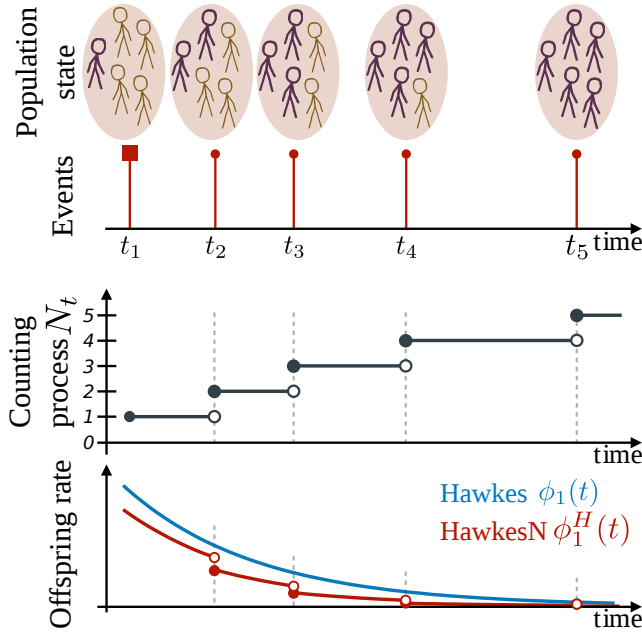 Population
state
Events
t₁ t₂ t₃ t₄ t₅ time
Counting
process Nₜ
5
4
3
2
1
0
time
Offspring rate
Hawkes ϕ₁(t)
HawkesN ϕ₁ᴴ(t)
time